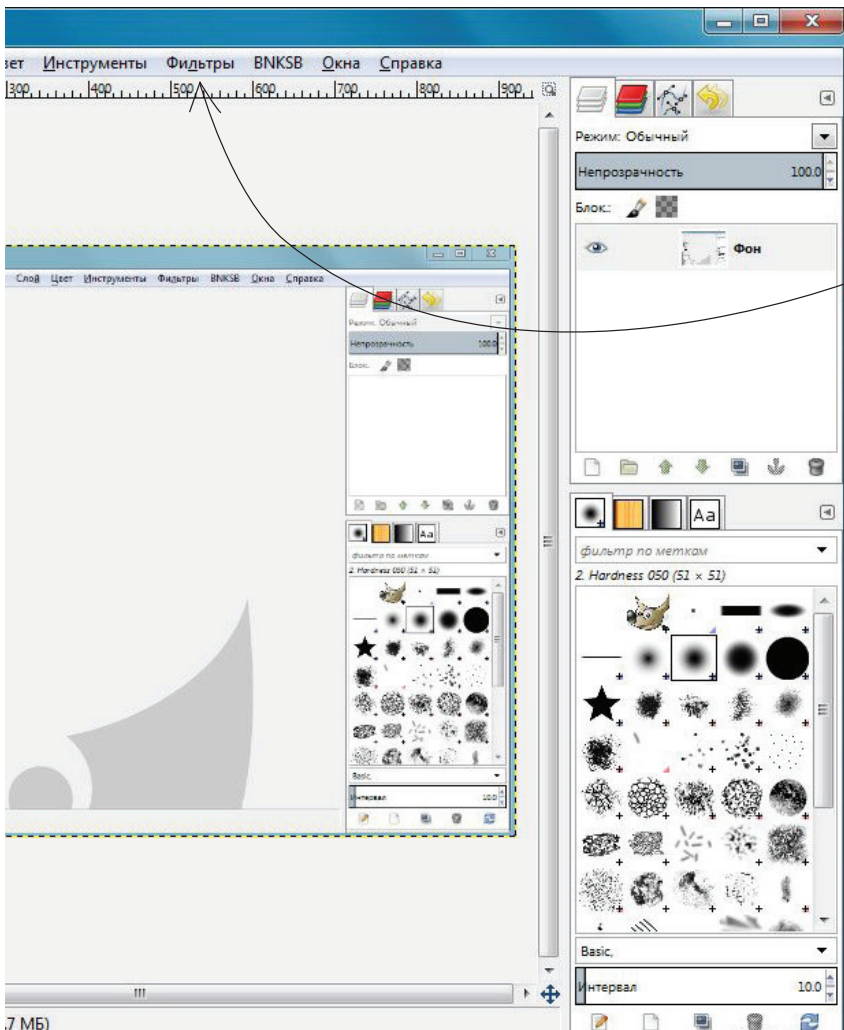 вет Инструменты Фильтры BNKSB Окна Справка
300 400 500 600 700 800 900
Режим: Обычный
Непрозрачность 100.0
Блок.:
Фон
Слой Цвет Инструменты Фильтры BNKSB Окна Справка
Режим: Обычный
Непрозрачность 100.0
Блок.:
Aa
фильтр по меткам
2. Hardness 050 (51 × 51)
Basic,
Интервал 10.0
Aa
фильтр по меткам
2. Hardness 050 (51 × 51)
Basic,
Интервал 10.0
,7 МБ)